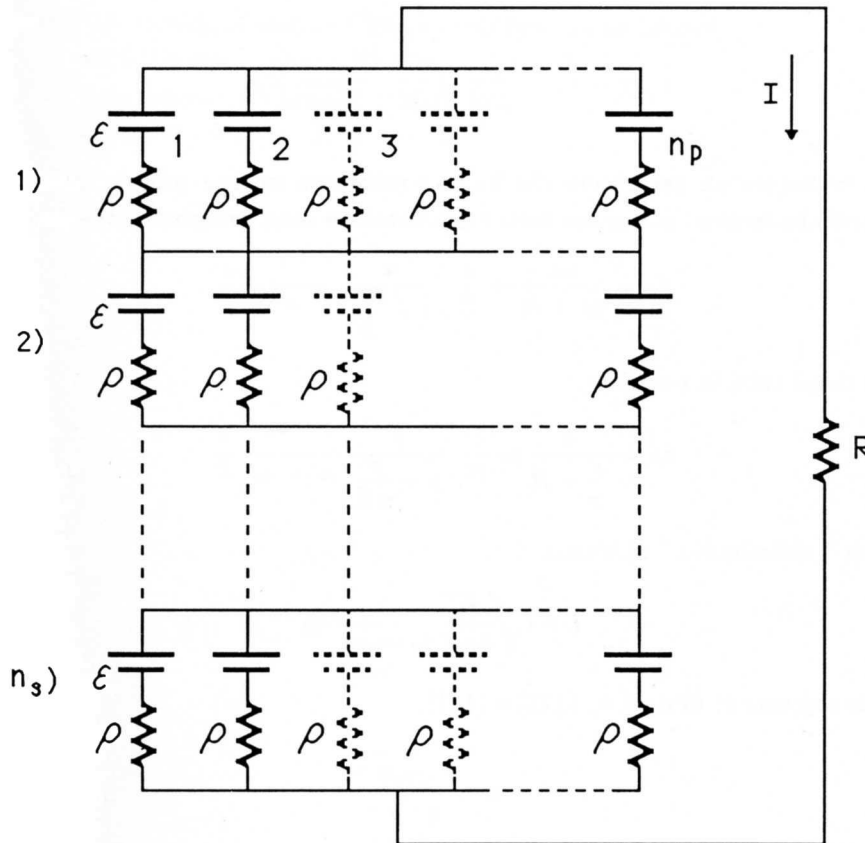 I
ε 1 2 3 n_p
1) ρ ρ ρ ρ ρ
ε
2) ρ ρ ρ ρ
R
n_s) ε
ρ ρ ρ ρ ρ